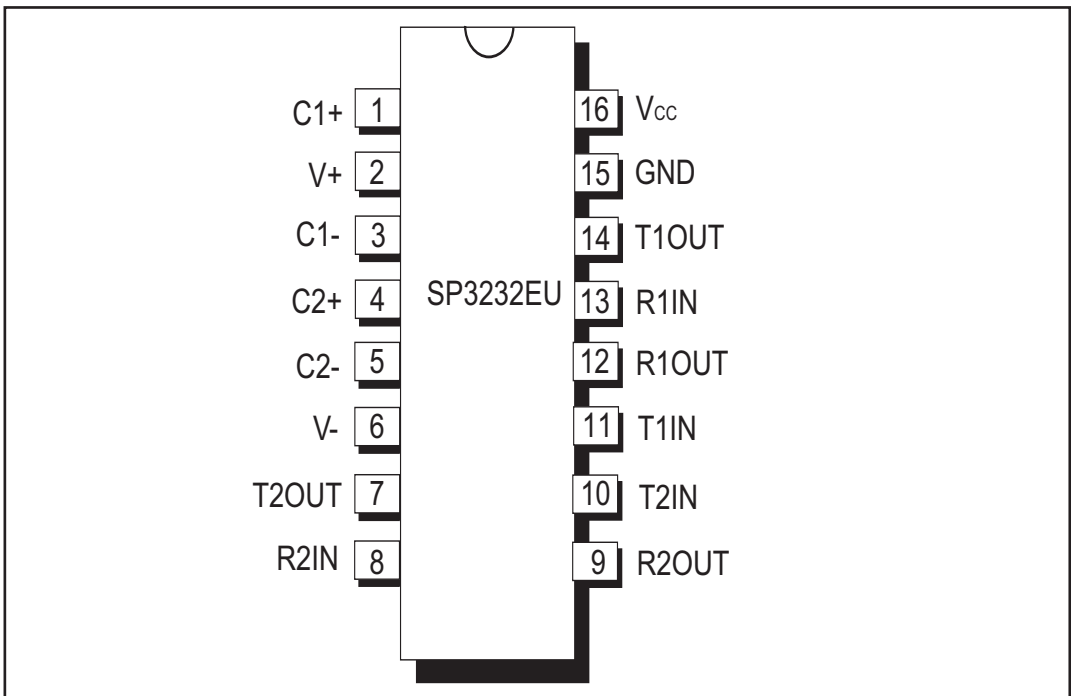 C1+ 1 16 Vcc
V+ 2 15 GND
C1- 3 14 T1OUT
C2+ 4 SP3232EU 13 R1IN
C2- 5 12 R1OUT
V- 6 11 T1IN
T2OUT 7 10 T2IN
R2IN 8 9 R2OUT